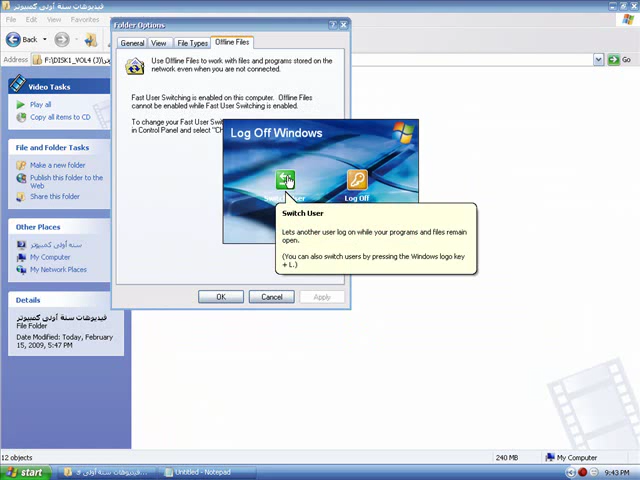 فيديوهات سنة أولى كمبيوتر
File Edit View Favorites
Back
Address F:\DISK1_VOL4 (J)\
Go
Folder Options
General View File Types Offline Files
Use Offline Files to work with files and programs stored on the
network even when you are not connected.
Fast User Switching is enabled on this computer. Offline Files
cannot be enabled while Fast User Switching is enabled.
To change your Fast User
in Control Panel and select
OK Cancel Apply
Log Off Windows
Log Off
Switch User
Lets another user log on while your programs and files remain
open.
(You can also switch users by pressing the Windows logo key
+ L.)
Video Tasks
Play all
Copy all items to CD
File and Folder Tasks
Make a new folder
Publish this folder to the
Web
Share this folder
Other Places
سنة أولى كمبيوتر
My Computer
My Network Places
Details
فيديوهات سنة أولى كمبيوتر
File Folder
Date Modified: Today, February
15, 2009, 5:47 PM
12 objects
240 MB
My Computer
start
فيديوهات سنة أولى
Untitled - Notepad
9:43 PM